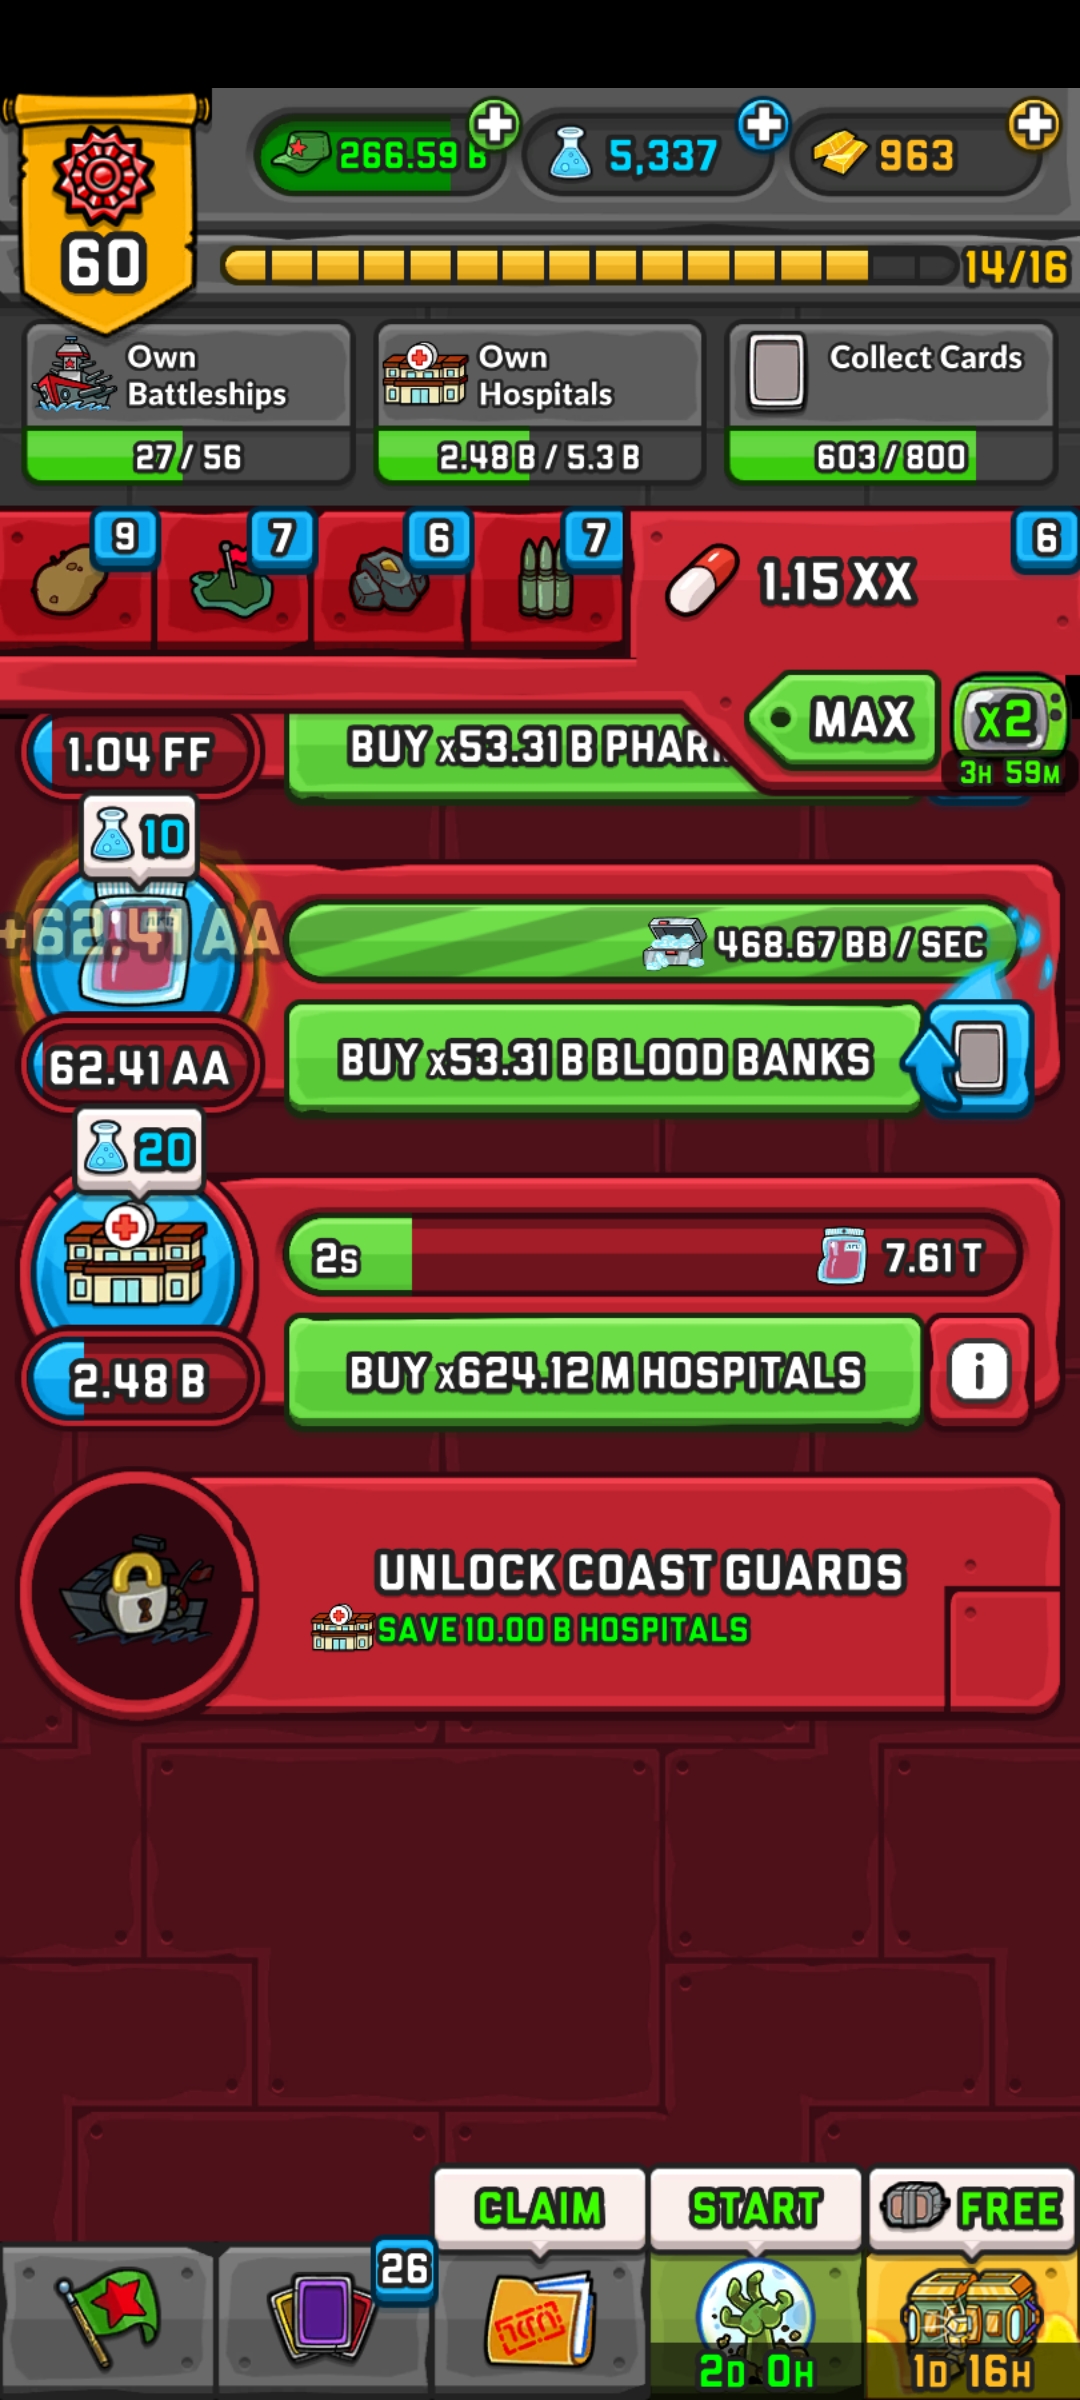 60
266.59 B
5,337
963
14/16
Own
Battleships
27 / 56
Own
Hospitals
2.48 B / 5.3 B
Collect Cards
603 / 800
9
7
6
7
6
1.15 XX
MAX
x2
3H 59M
1.04 FF
BUY x53.31 B PHAR
10
+62.41 AA
468.67 BB / SEC
62.41 AA
BUY x53.31 B BLOOD BANKS
20
2s
7.61 T
2.48 B
BUY x624.12 M HOSPITALS
i
UNLOCK COAST GUARDS
SAVE 10.00 B HOSPITALS
CLAIM
START
FREE
26
2D 0H
1D 16H